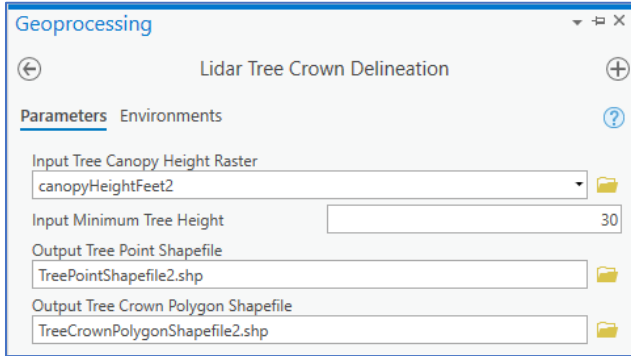 Geoprocessing
Lidar Tree Crown Delineation
Parameters Environments
Input Tree Canopy Height Raster
canopyHeightFeet2
Input Minimum Tree Height 30
Output Tree Point Shapefile
TreePointShapefile2.shp
Output Tree Crown Polygon Shapefile
TreeCrownPolygonShapefile2.shp